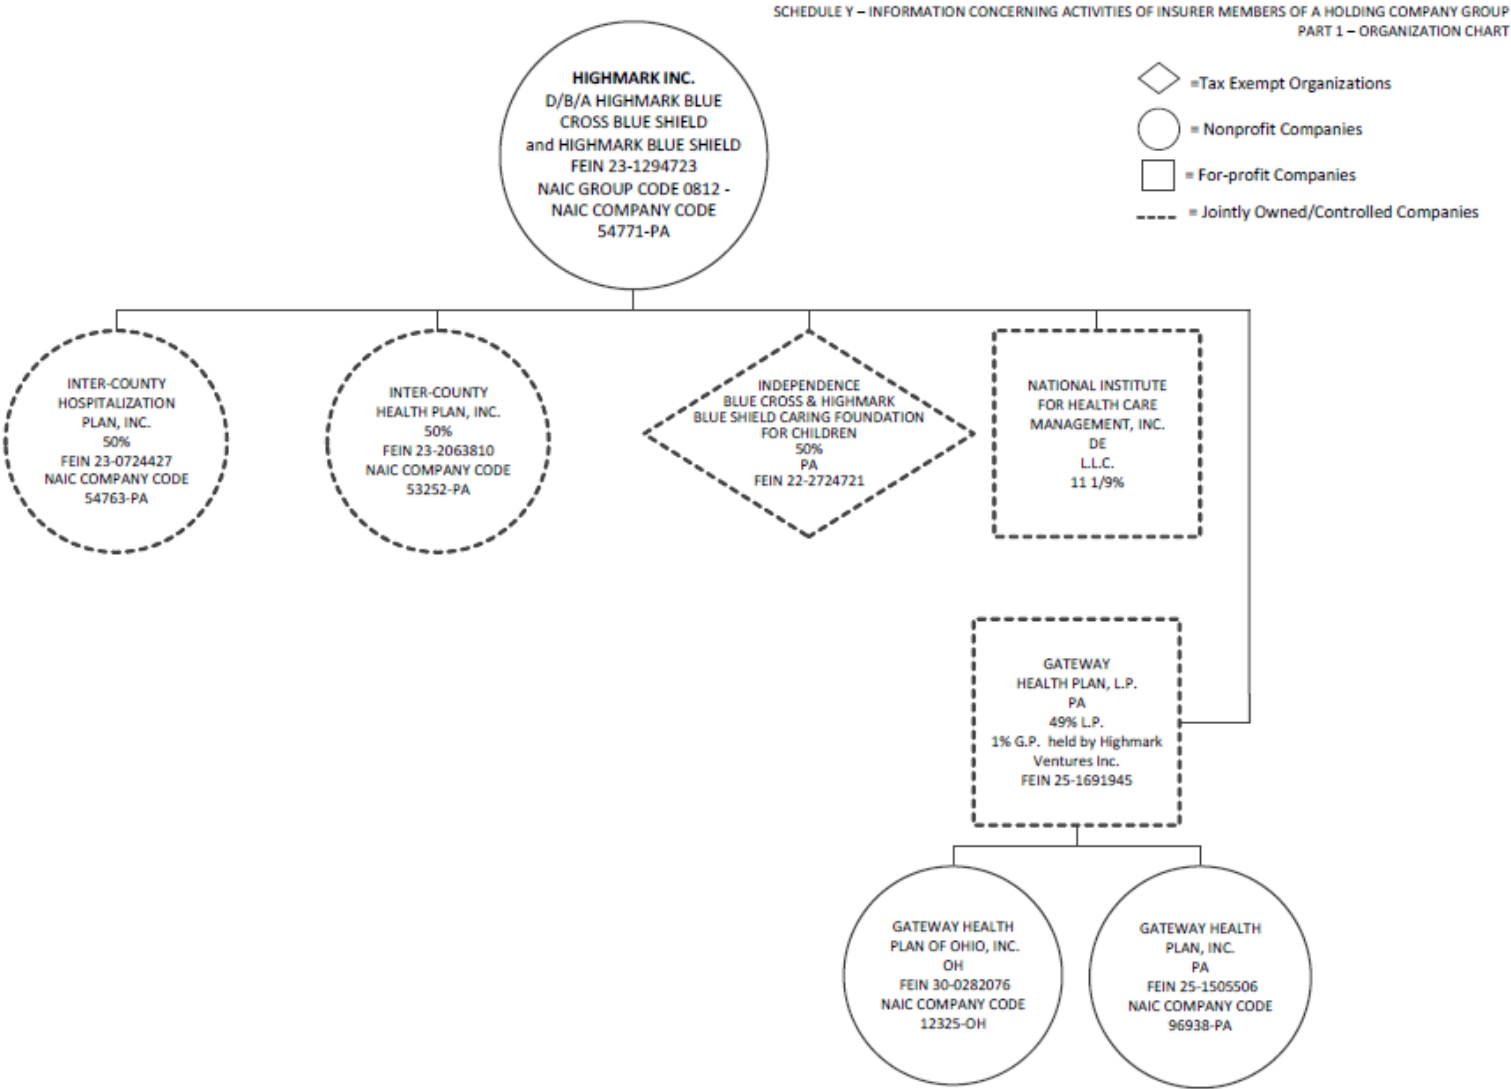 SCHEDULE Y – INFORMATION CONCERNING ACTIVITIES OF INSURER MEMBERS OF A HOLDING COMPANY GROUP
PART 1 – ORGANIZATION CHART
=Tax Exempt Organizations
= Nonprofit Companies
= For-profit Companies
= Jointly Owned/Controlled Companies
HIGHMARK INC.
D/B/A HIGHMARK BLUE
CROSS BLUE SHIELD
and HIGHMARK BLUE SHIELD
FEIN 23-1294723
NAIC GROUP CODE 0812 -
NAIC COMPANY CODE
54771-PA
INTER-COUNTY
HOSPITALIZATION
PLAN, INC.
50%
FEIN 23-0724427
NAIC COMPANY CODE
54763-PA
INTER-COUNTY
HEALTH PLAN, INC.
50%
FEIN 23-2063810
NAIC COMPANY CODE
53252-PA
INDEPENDENCE
BLUE CROSS & HIGHMARK
BLUE SHIELD CARING FOUNDATION
FOR CHILDREN
50%
PA
FEIN 22-2724721
NATIONAL INSTITUTE
FOR HEALTH CARE
MANAGEMENT, INC.
DE
L.L.C.
11 1/9%
GATEWAY
HEALTH PLAN, L.P.
PA
49% L.P.
1% G.P. held by Highmark
Ventures Inc.
FEIN 25-1691945
GATEWAY HEALTH
PLAN OF OHIO, INC.
OH
FEIN 30-0282076
NAIC COMPANY CODE
12325-OH
GATEWAY HEALTH
PLAN, INC.
PA
FEIN 25-1505506
NAIC COMPANY CODE
96938-PA